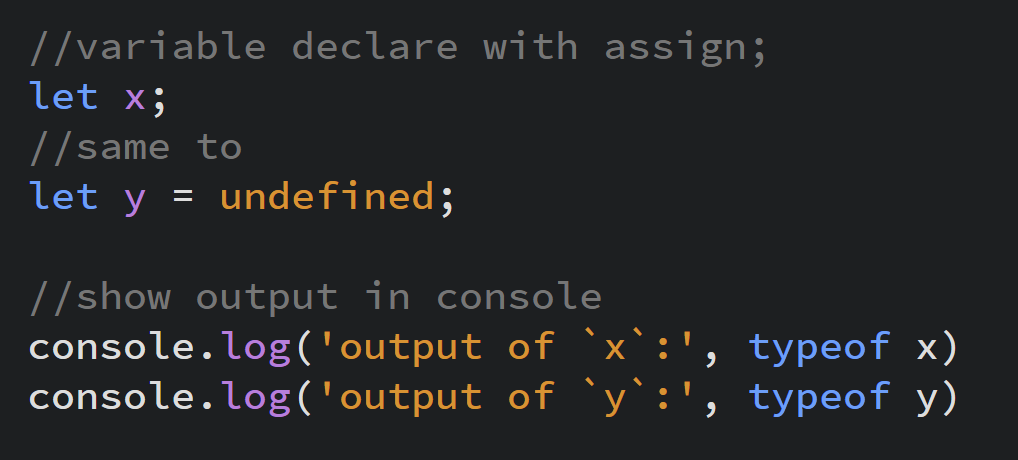 //variable declare with assign;
let x;
//same to
let y = undefined;
//show output in console
console.log('output of `x`:', typeof x)
console.log('output of `y`:', typeof y)